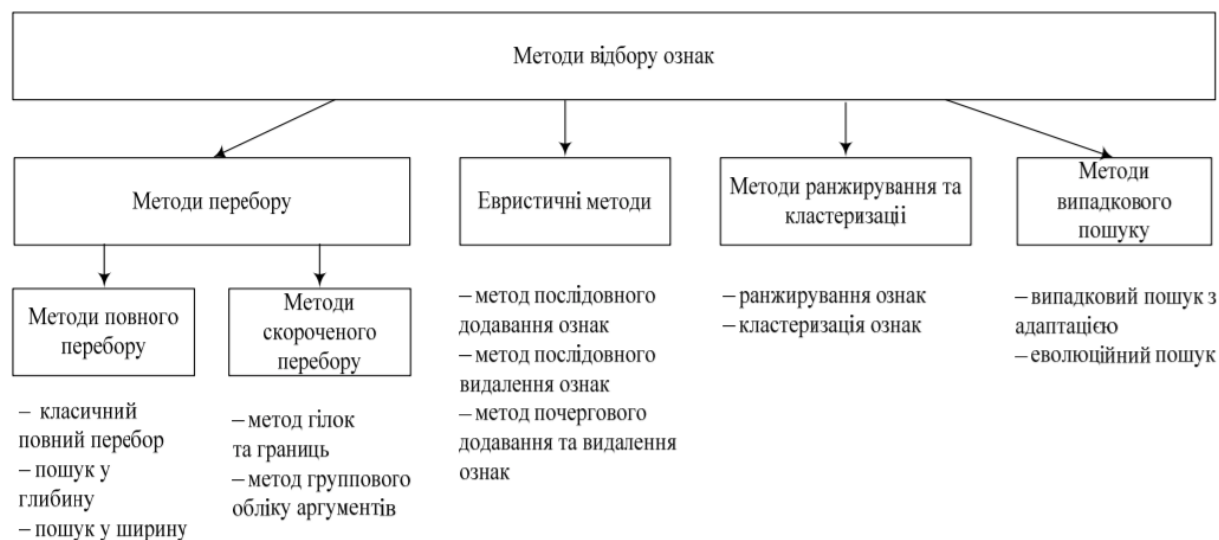 Методи відбору ознак
Методи перебору
Евристичні методи
Методи ранжирування та
кластеризації
Методи
випадкового
пошуку
Методи повного
перебору
Методи
скороченого
перебору
– метод послідовного
додавання ознак
– метод послідовного
видалення ознак
– метод почергового
додавання та видалення
ознак
– ранжирування ознак
– кластеризація ознак
– випадковий пошук з
адаптацією
– еволюційний пошук
– класичний
повний перебор
– пошук у
глибину
– пошук у ширину
– метод гілок
та границь
– метод группового
обліку аргументів